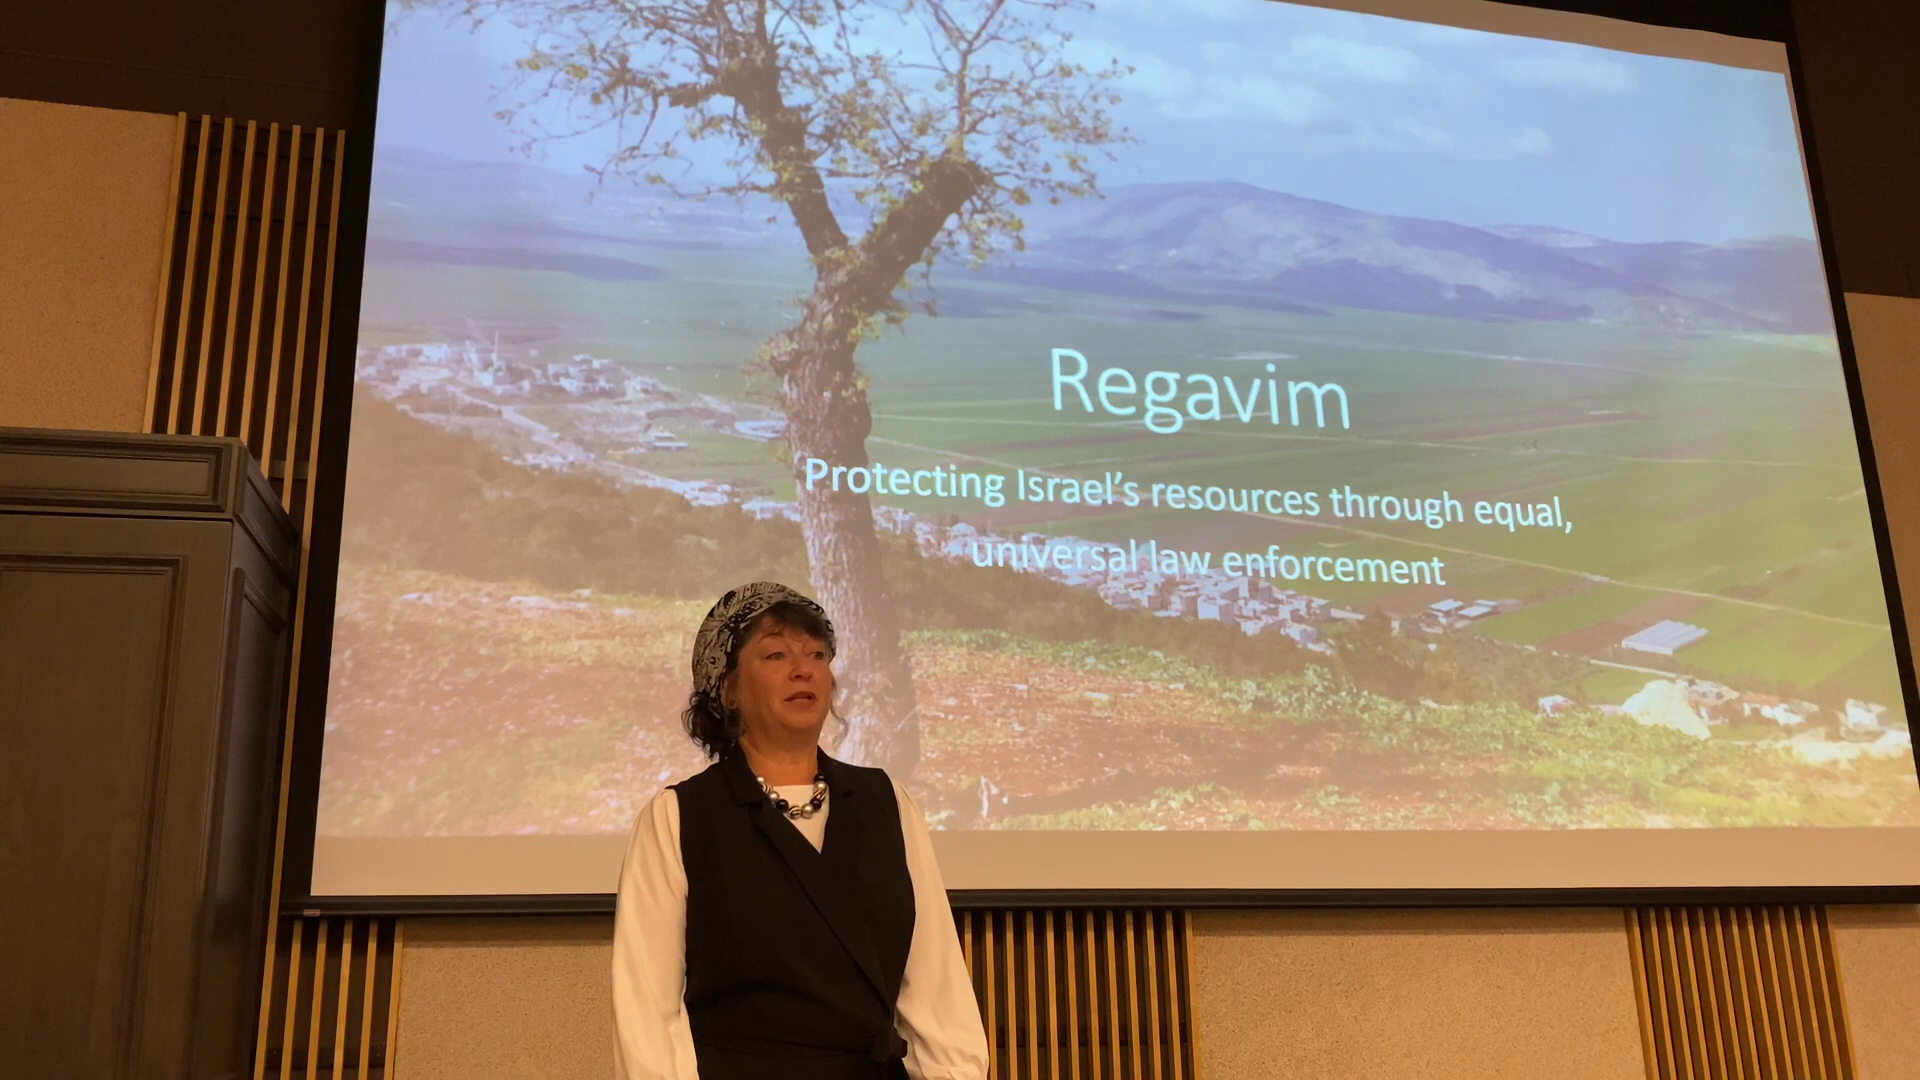 Regavim
Protecting Israel's resources through equal,
universal law enforcement